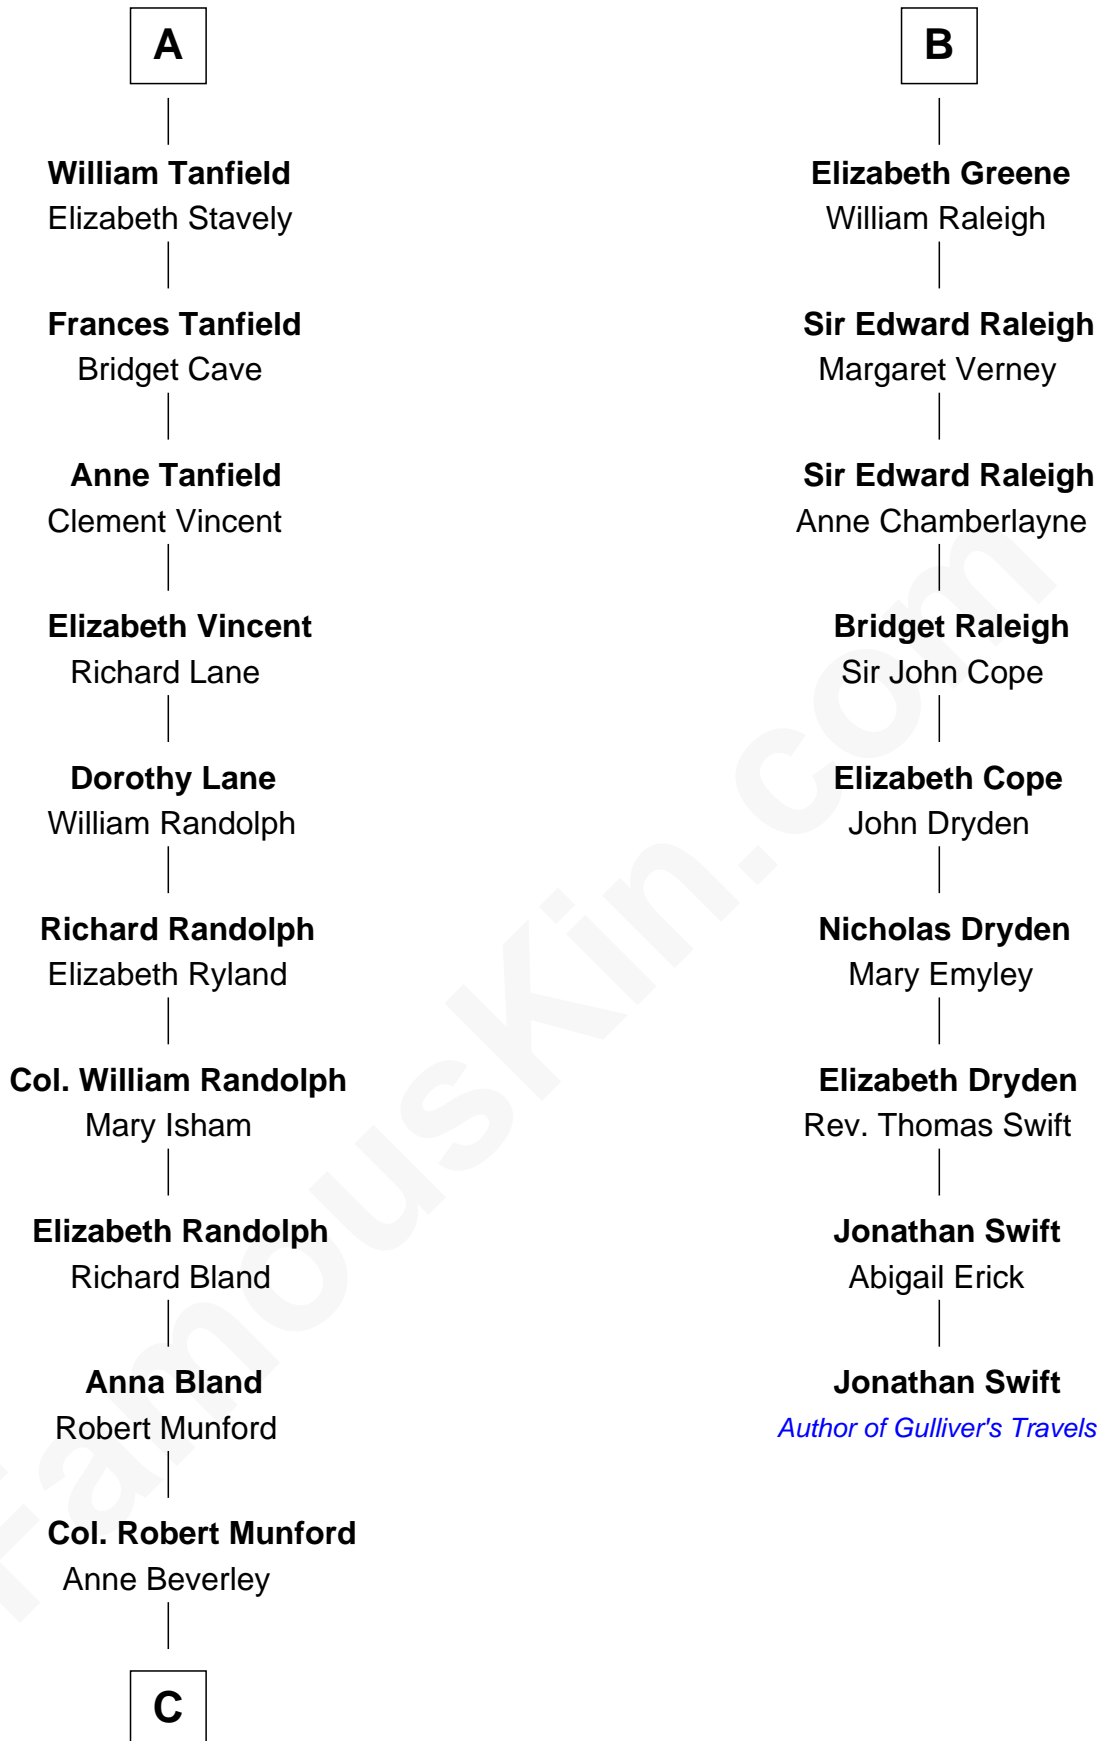 A
William Tanfield
Elizabeth Stavely
Frances Tanfield
Bridget Cave
Anne Tanfield
Clement Vincent
Elizabeth Vincent
Richard Lane
Dorothy Lane
William Randolph
Richard Randolph
Elizabeth Ryland
Col. William Randolph
Mary Isham
Elizabeth Randolph
Richard Bland
Anna Bland
Robert Munford
Col. Robert Munford
Anne Beverley
C
B
Elizabeth Greene
William Raleigh
Sir Edward Raleigh
Margaret Verney
Sir Edward Raleigh
Anne Chamberlayne
Bridget Raleigh
Sir John Cope
Elizabeth Cope
John Dryden
Nicholas Dryden
Mary Emyley
Elizabeth Dryden
Rev. Thomas Swift
Jonathan Swift
Abigail Erick
Jonathan Swift
Author of Gulliver's Travels
FamousKin.com